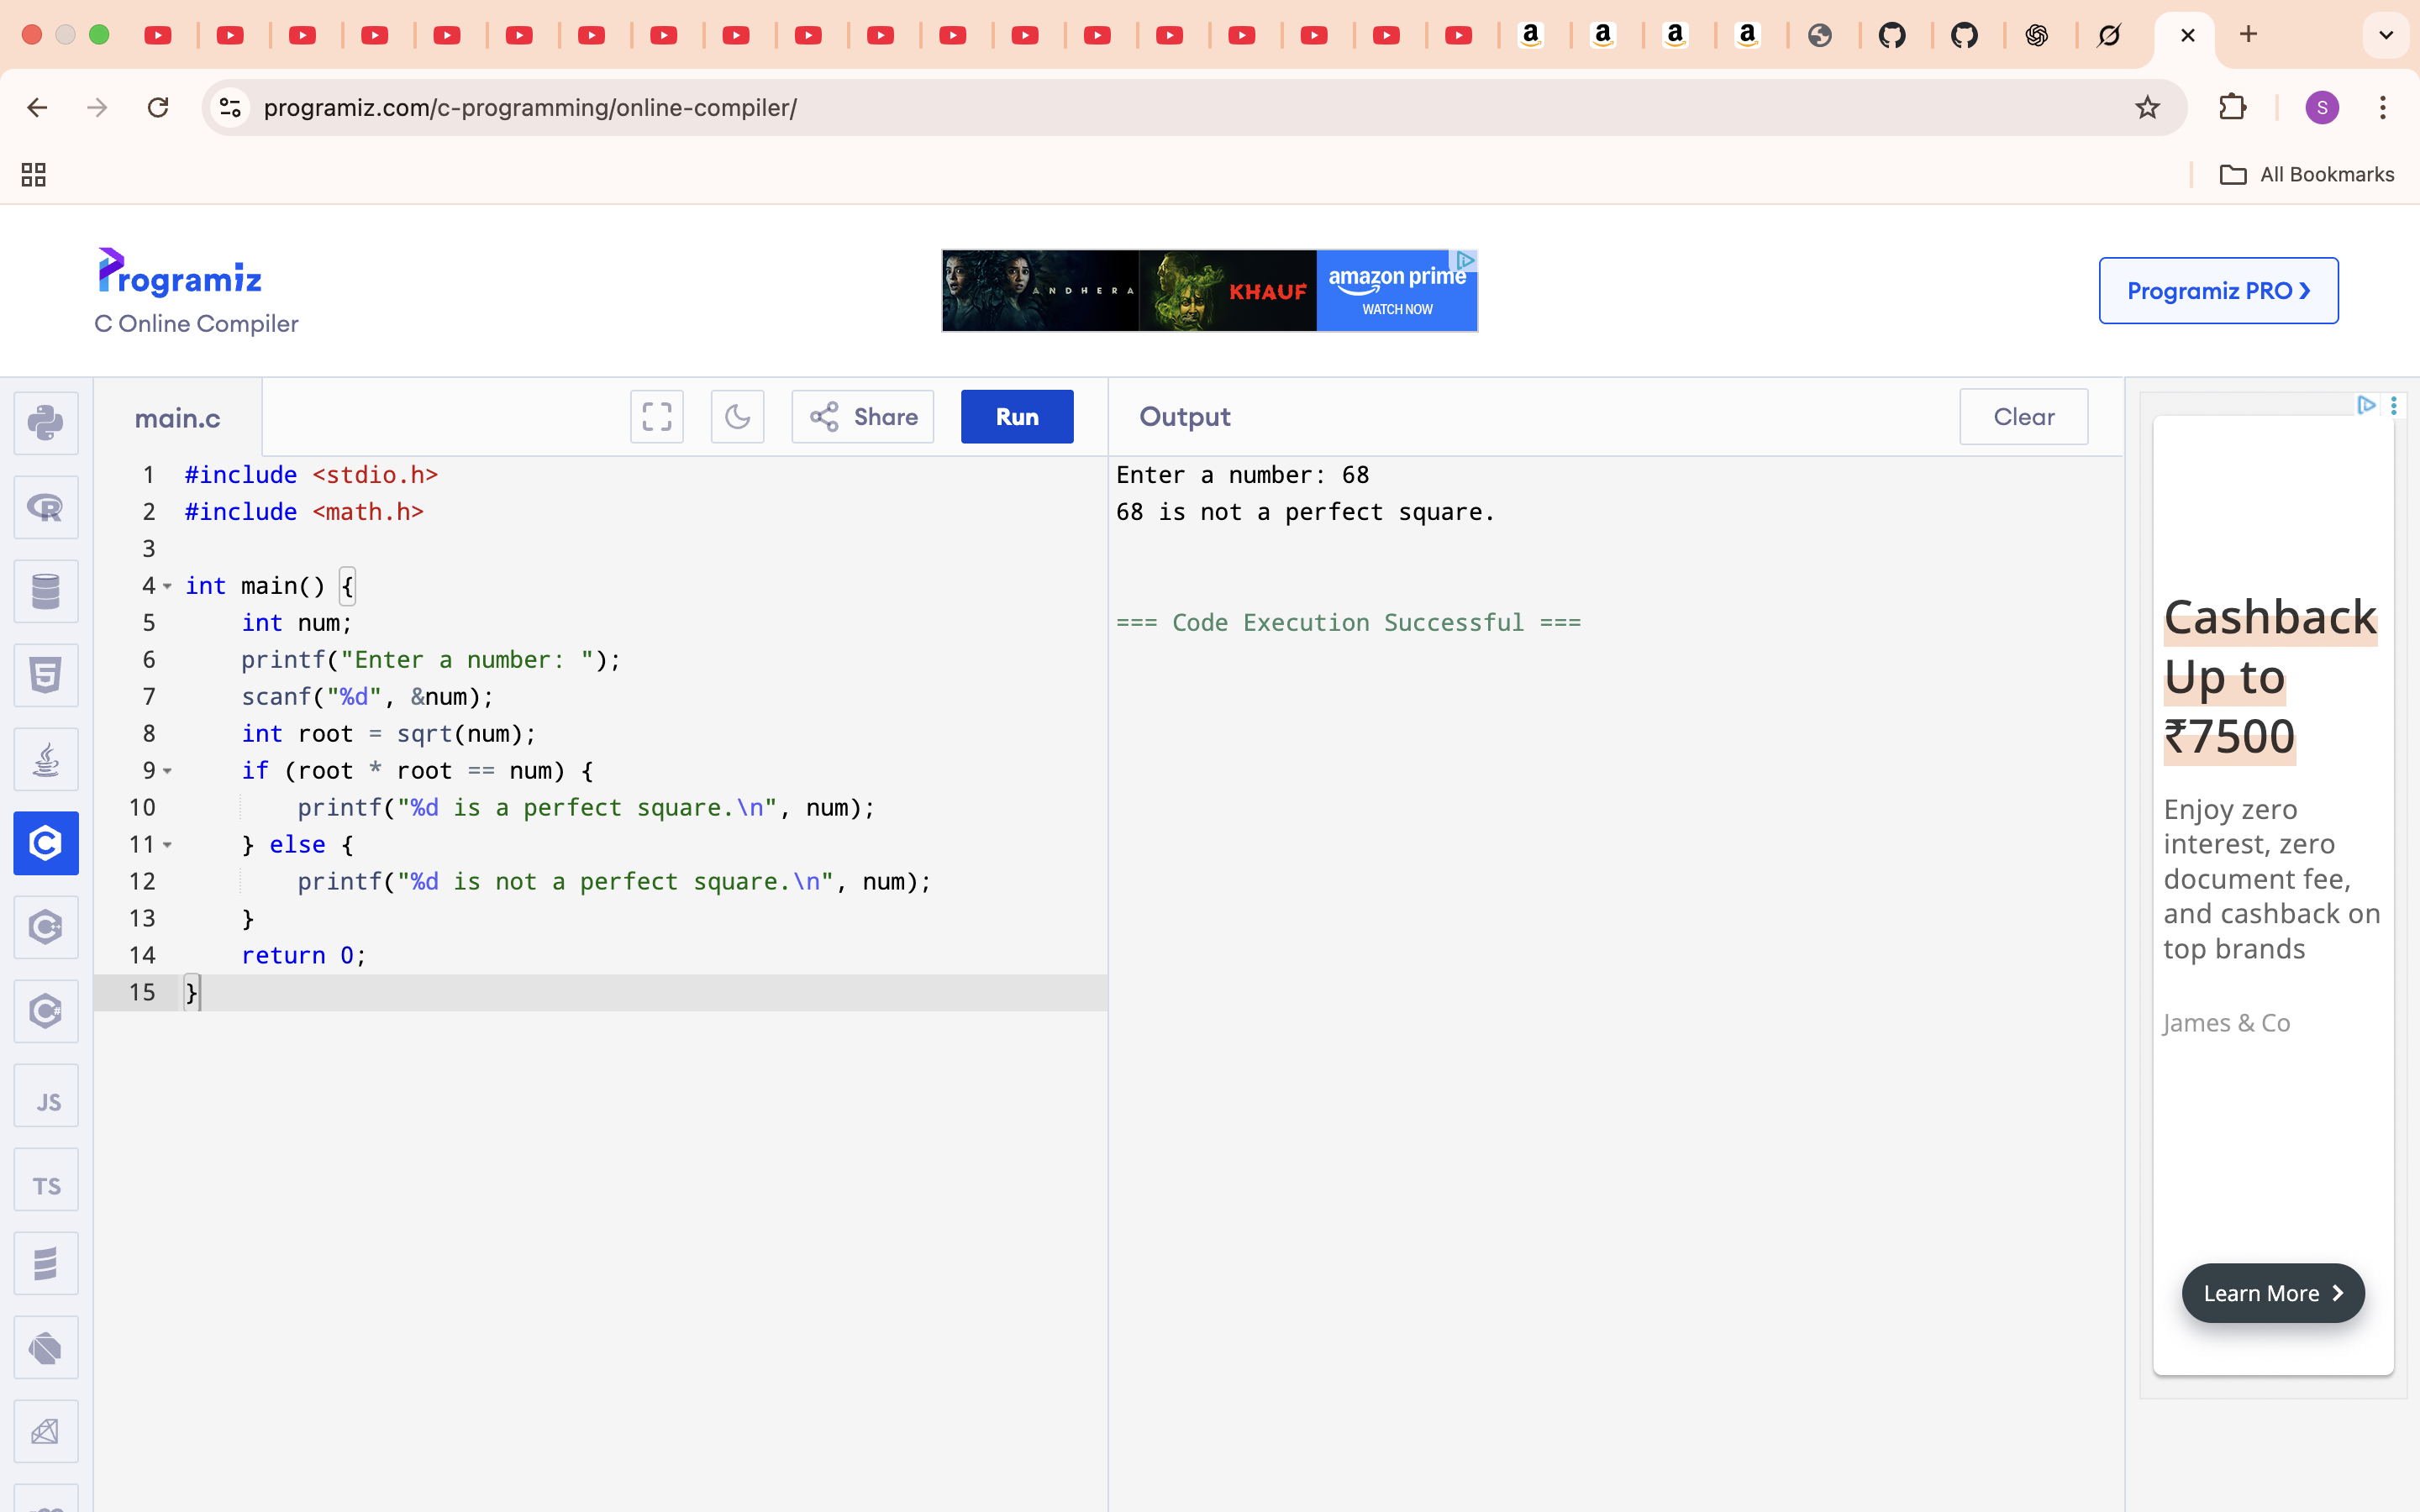 programiz.com/c-programming/online-compiler/
S
All Bookmarks
Programiz
C Online Compiler
ANDHERA
KHAUF
amazon prime
WATCH NOW
Programiz PRO ❯
main.c
Share
Run
Output
Clear
1 #include <stdio.h>
2 #include <math.h>
3
4 int main() {
5     int num;
6     printf("Enter a number: ");
7     scanf("%d", &num);
8     int root = sqrt(num);
9     if (root * root == num) {
10         printf("%d is a perfect square.\n", num);
11     } else {
12         printf("%d is not a perfect square.\n", num);
13     }
14     return 0;
15 }
Enter a number: 68
68 is not a perfect square.
=== Code Execution Successful ===
JS
TS
Cashback
Up to
₹7500
Enjoy zero
interest, zero
document fee,
and cashback on
top brands
James & Co
Learn More